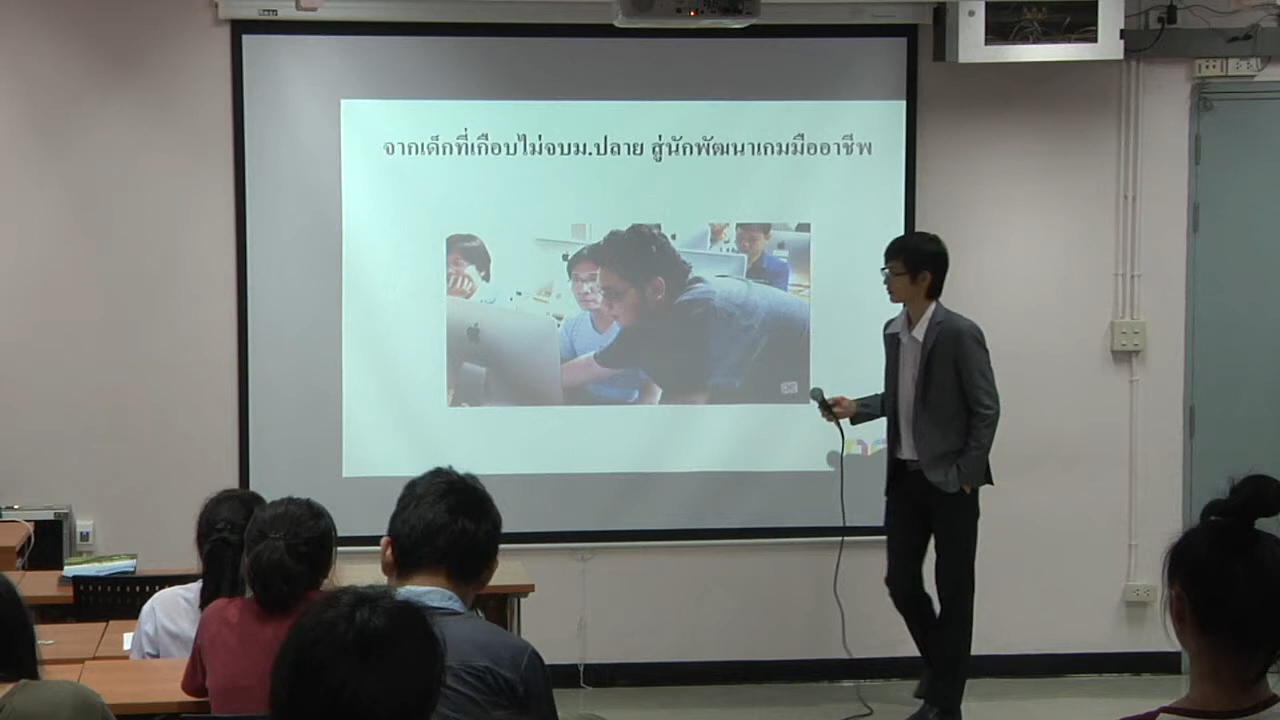 จากเด็กที่เกือบไม่จบม.ปลาย สู่นักพัฒนาเกมมืออาชีพ